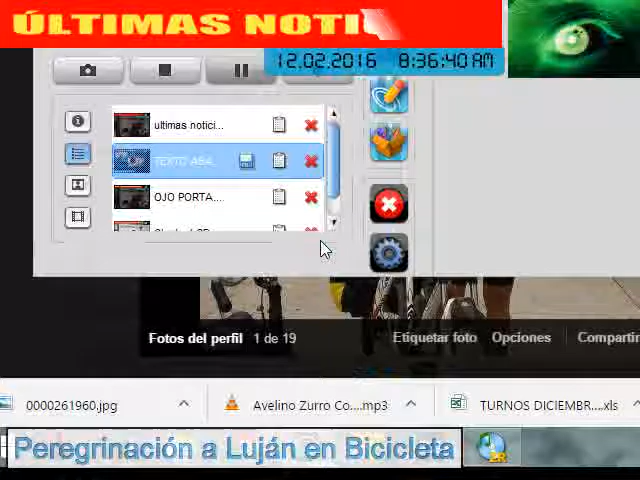 ÚLTIMAS NOTI
12.02.2016 8:36:40 AM
ultimas notici...
TEXTO ABA...
OJO PORTA....
Fotos del perfil 1 de 19 Etiquetar foto Opciones Compartir
0000261960.jpg Avelino Zurro Co....mp3 TURNOS DICIEMBR....xls
Peregrinación a Luján en Bicicleta